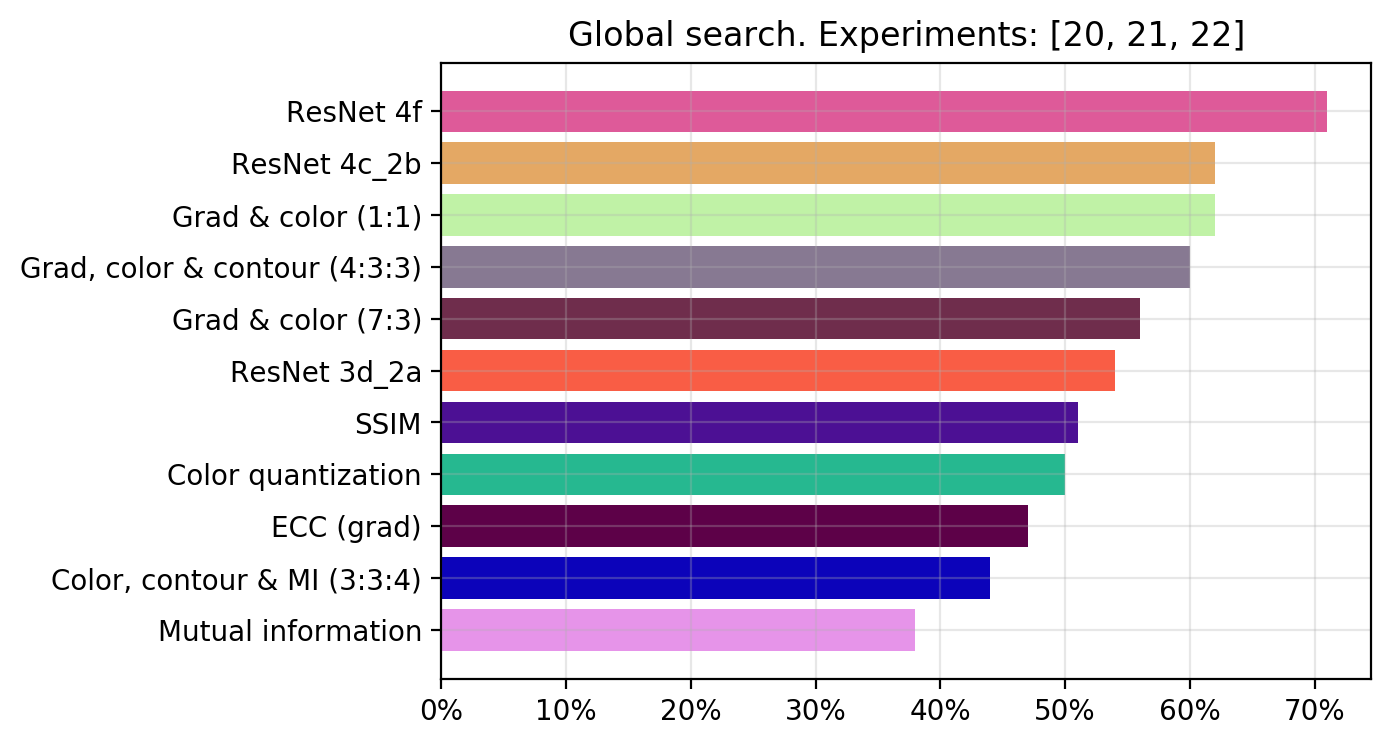 Global search. Experiments: [20, 21, 22]
ResNet 4f
ResNet 4c_2b
Grad & color (1:1)
Grad, color & contour (4:3:3)
Grad & color (7:3)
ResNet 3d_2a
SSIM
Color quantization
ECC (grad)
Color, contour & MI (3:3:4)
Mutual information
0% 10% 20% 30% 40% 50% 60% 70%